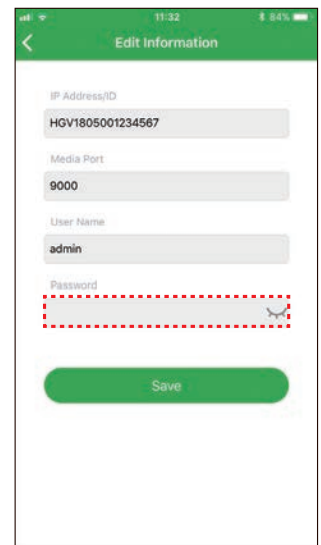 11:32
84%
Edit Information
IP Address/ID
HGV1805001234567
Media Port
9000
User Name
admin
Password
Save